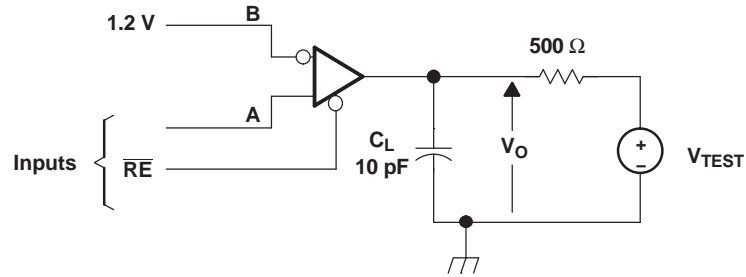 B
1.2 V
500 Ω
A
Inputs
RE
C_L
10 pF
V_O
+
−
V_TEST